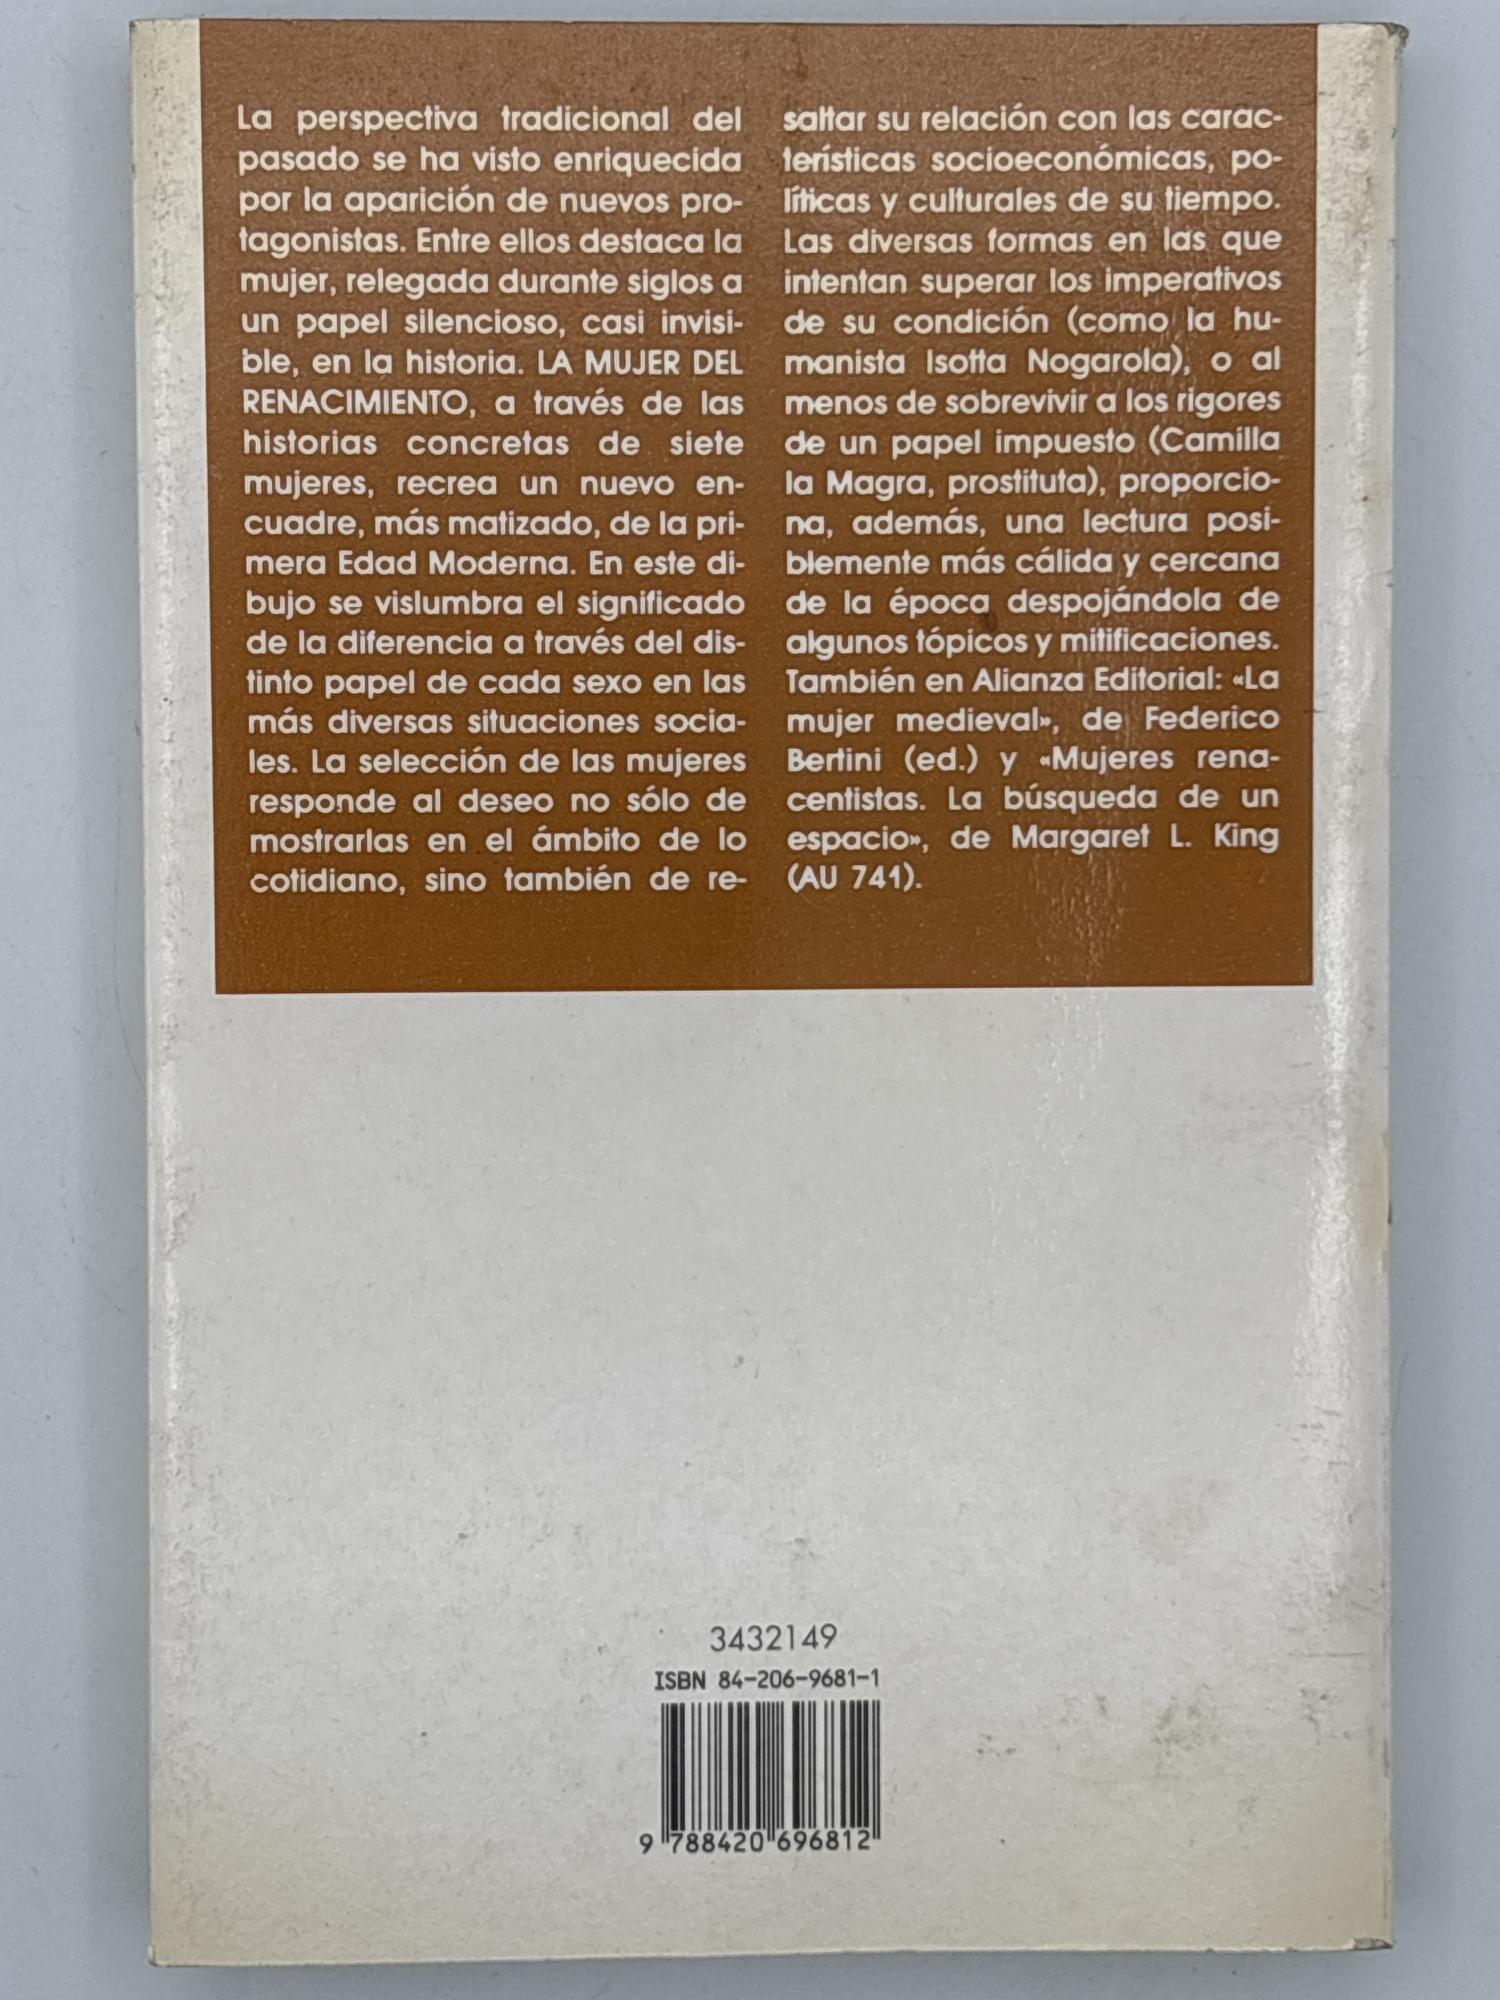 La perspectiva tradicional del
pasado se ha visto enriquecida
por la aparición de nuevos pro-
tagonistas. Entre ellos destaca la
mujer, relegada durante siglos a
un papel silencioso, casi invisi-
ble, en la historia. LA MUJER DEL
RENACIMIENTO, a través de las
historias concretas de siete
mujeres, recrea un nuevo en-
cuadre, más matizado, de la pri-
mera Edad Moderna. En este di-
bujo se vislumbra el significado
de la diferencia a través del dis-
tinto papel de cada sexo en las
más diversas situaciones socia-
les. La selección de las mujeres
responde al deseo no sólo de
mostrarlas en el ámbito de lo
cotidiano, sino también de re-
saltar su relación con las carac-
terísticas socioeconómicas, po-
líticas y culturales de su tiempo.
Las diversas formas en las que
intentan superar los imperativos
de su condición (como la hu-
manista Isotta Nogarola), o al
menos de sobrevivir a los rigores
de un papel impuesto (Camilla
la Magra, prostituta), proporcio-
na, además, una lectura posi-
blemente más cálida y cercana
de la época despojándola de
algunos tópicos y mitificaciones.
También en Alianza Editorial: «La
mujer medieval», de Federico
Bertini (ed.) y «Mujeres rena-
centistas. La búsqueda de un
espacio», de Margaret L. King
(AU 741).
3432149
ISBN 84-206-9681-1
9 788420 696812